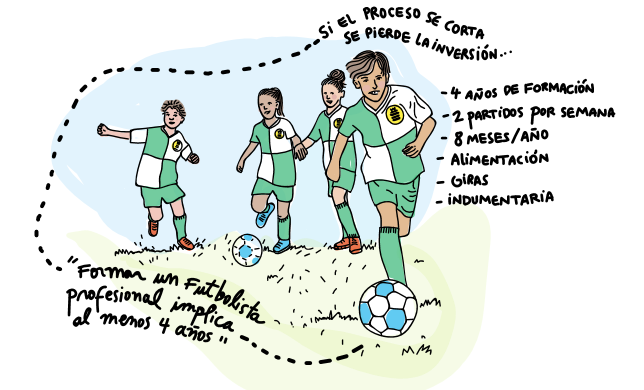 SI EL PROCESO SE CORTA
SE PIERDE LA INVERSIÓN...
- 4 AÑOS DE FORMACIÓN
- 2 PARTIDOS POR SEMANA
- 8 MESES/AÑO
- ALIMENTACIÓN
- GIRAS
- INDUMENTARIA
"Formar un Futbolista
profesional implica
al menos 4 años"